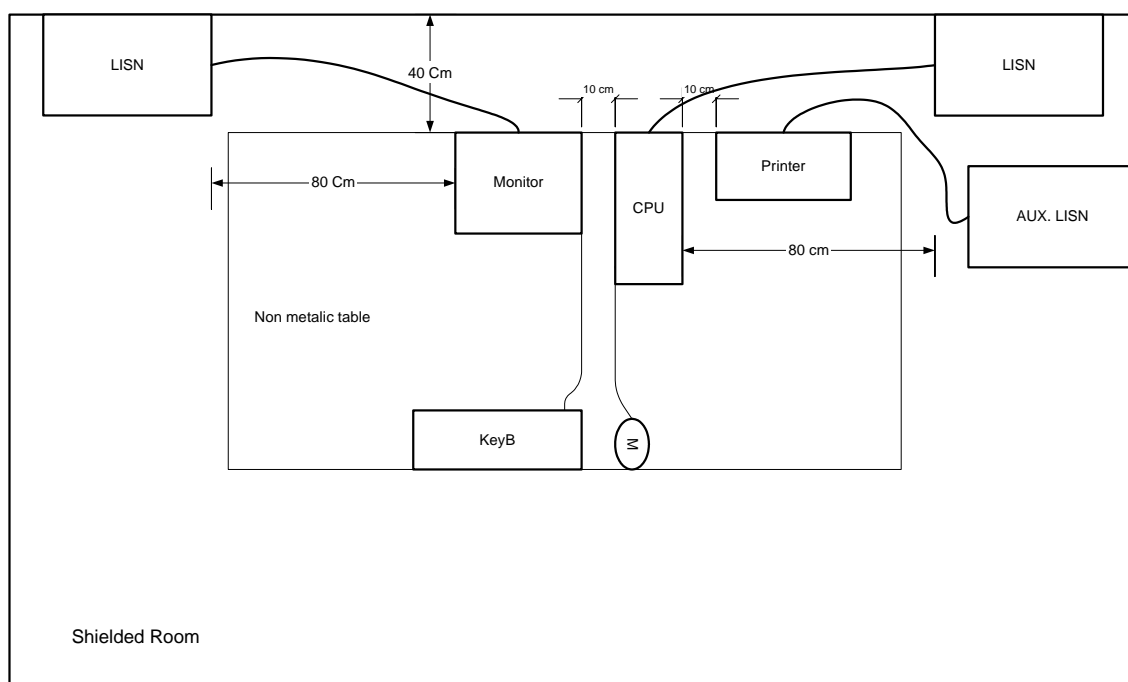 LISN
40 Cm
LISN
10 cm
10 cm
Monitor
CPU
Printer
80 Cm
AUX. LISN
80 cm
Non metalic table
KeyB
M
Shielded Room